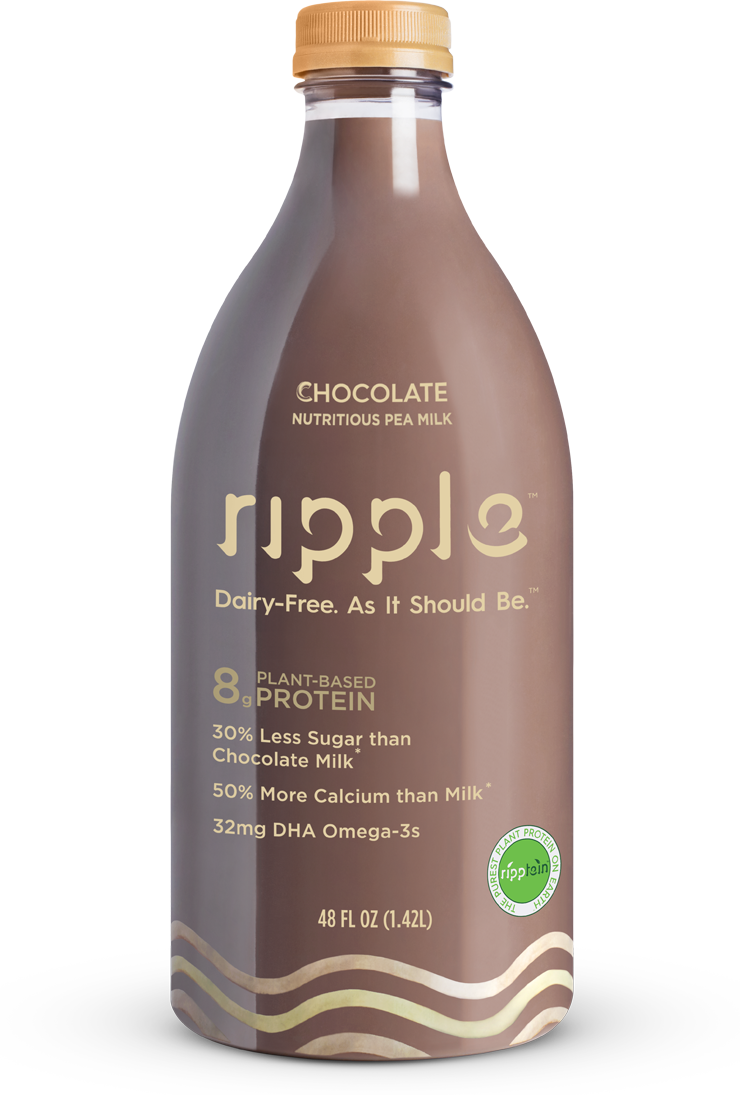 CHOCOLATE
NUTRITIOUS PEA MILK
ripple™
Dairy-Free. As It Should Be.™
8g PLANT-BASED
PROTEIN
30% Less Sugar than
Chocolate Milk*
50% More Calcium than Milk*
32mg DHA Omega-3s
THE PUREST PLANT PROTEIN ON EARTH
ripptein
48 FL OZ (1.42L)